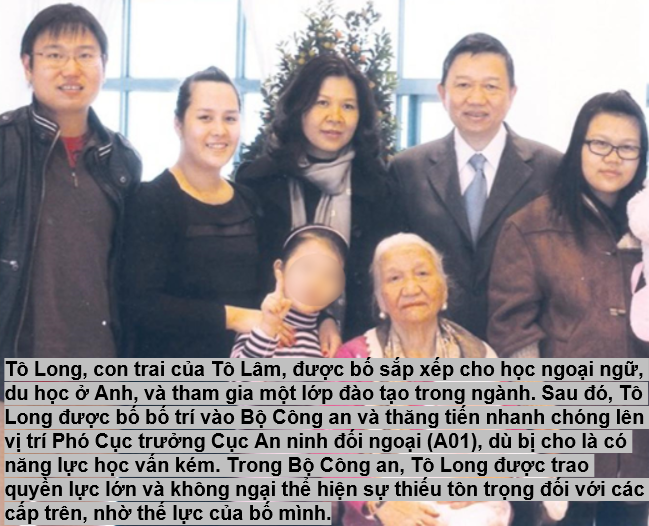 Tô Long, con trai của Tô Lâm, được bố sắp xếp cho học ngoại ngữ,
du học ở Anh, và tham gia một lớp đào tạo trong ngành. Sau đó, Tô
Long được bố bố trí vào Bộ Công an và thăng tiến nhanh chóng lên
vị trí Phó Cục trưởng Cục An ninh đối ngoại (A01), dù bị cho là có
năng lực học vấn kém. Trong Bộ Công an, Tô Long được trao
quyền lực lớn và không ngại thể hiện sự thiếu tôn trọng đối với các
cấp trên, nhờ thế lực của bố mình.